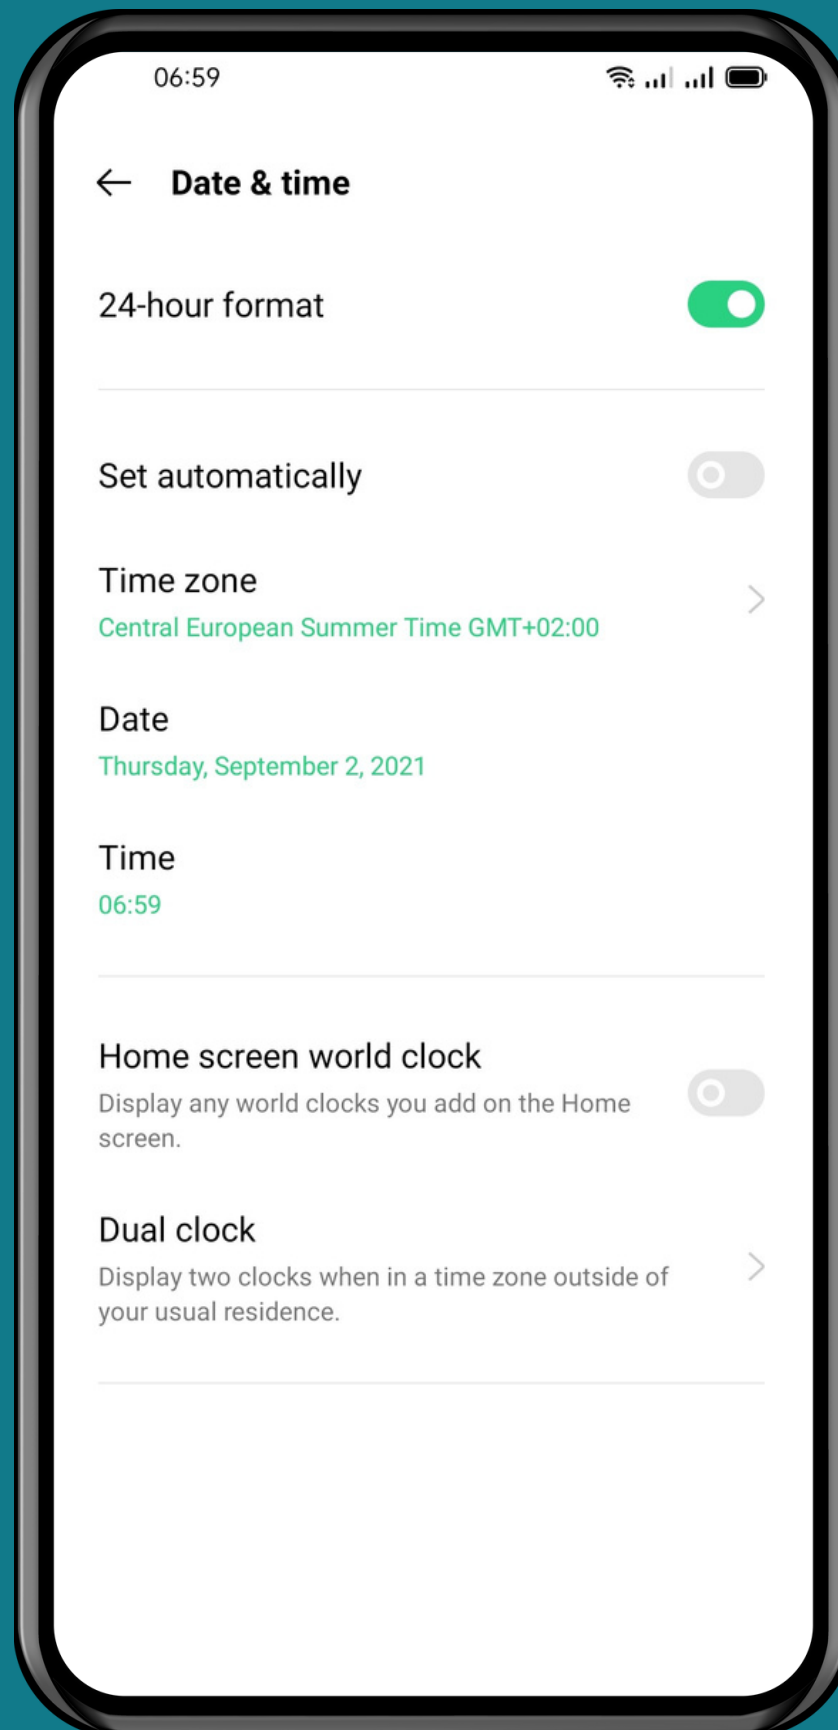 06:59
Date & time
24-hour format
Set automatically
Time zone
Central European Summer Time GMT+02:00
Date
Thursday, September 2, 2021
Time
06:59
Home screen world clock
Display any world clocks you add on the Home
screen.
Dual clock
Display two clocks when in a time zone outside of
your usual residence.